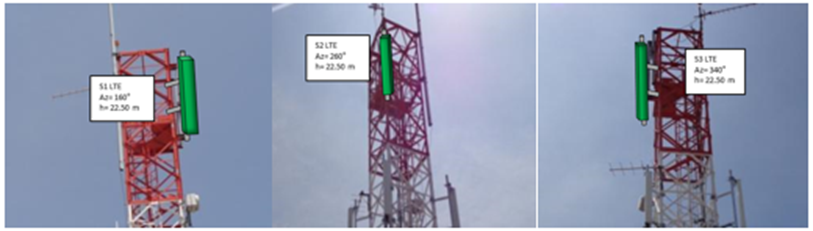 S1 LTE
Az= 160°
h= 22.50 m
S2 LTE
Az= 260°
h= 22.50 m
S3 LTE
Az= 340°
h= 22.50 m